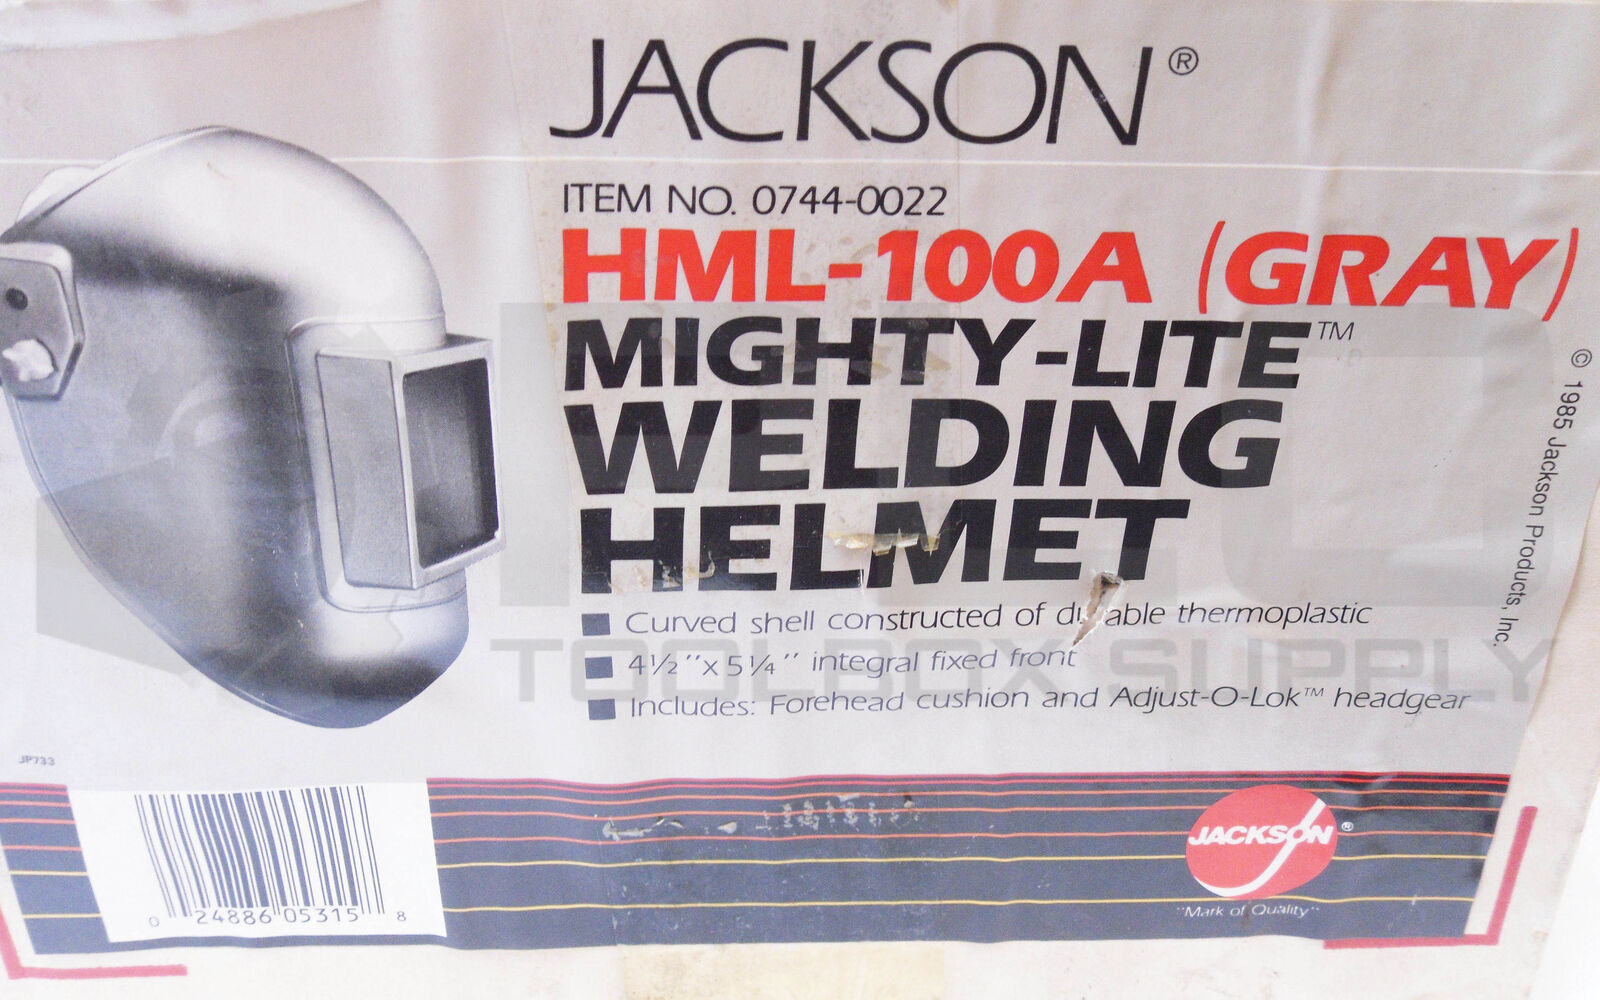 JACKSON®
ITEM NO. 0744-0022
HML-100A (GRAY)
MIGHTY-LITE™
WELDING
HELMET
Curved shell constructed of durable thermoplastic
4½"x5¼" integral fixed front
Includes: Forehead cushion and Adjust-O-Lok™ headgear
© 1985 Jackson Products, Inc.
JP733
0 24886 05315 8
JACKSON®
"Mark of Quality"
TOOLBOX SUPPLY